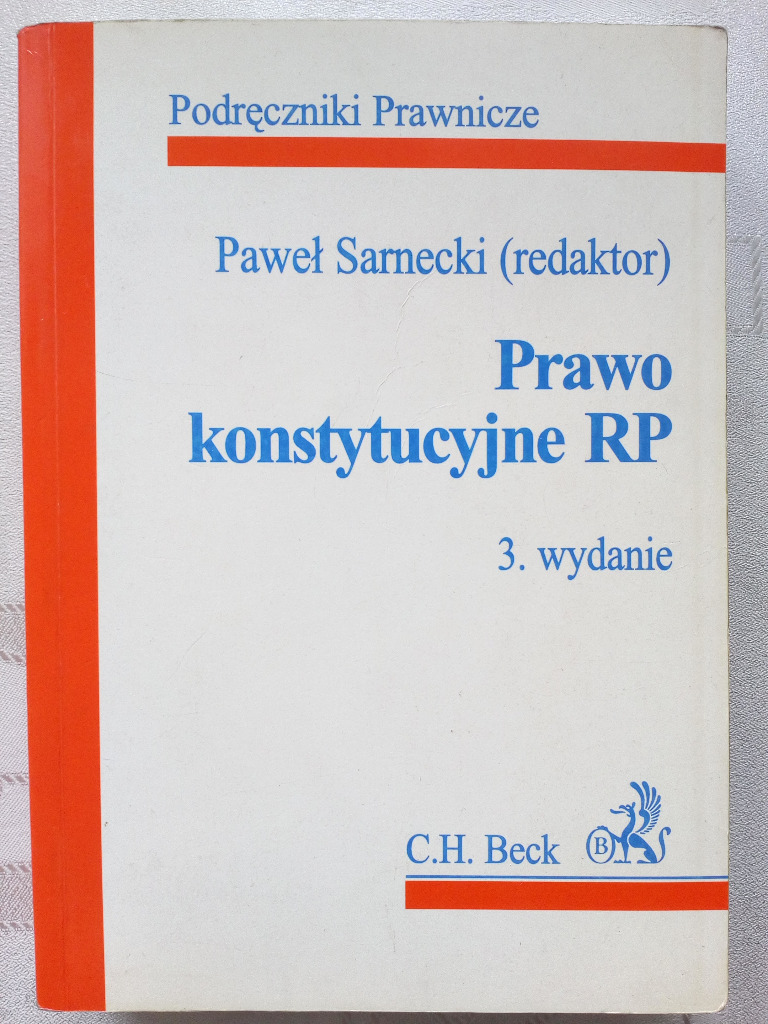 Podręczniki Prawnicze
Paweł Sarnecki (redaktor)
Prawo
konstytucyjne RP
3. wydanie
C.H. Beck
B